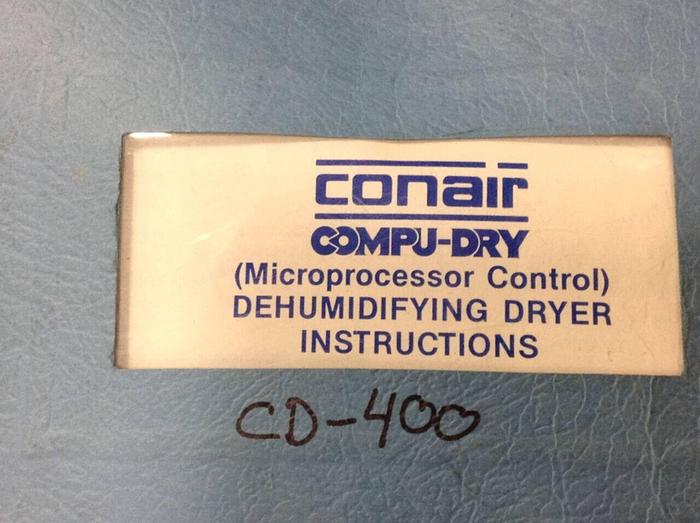 conair
COMPU-DRY
(Microprocessor Control)
DEHUMIDIFYING DRYER
INSTRUCTIONS
CD-400